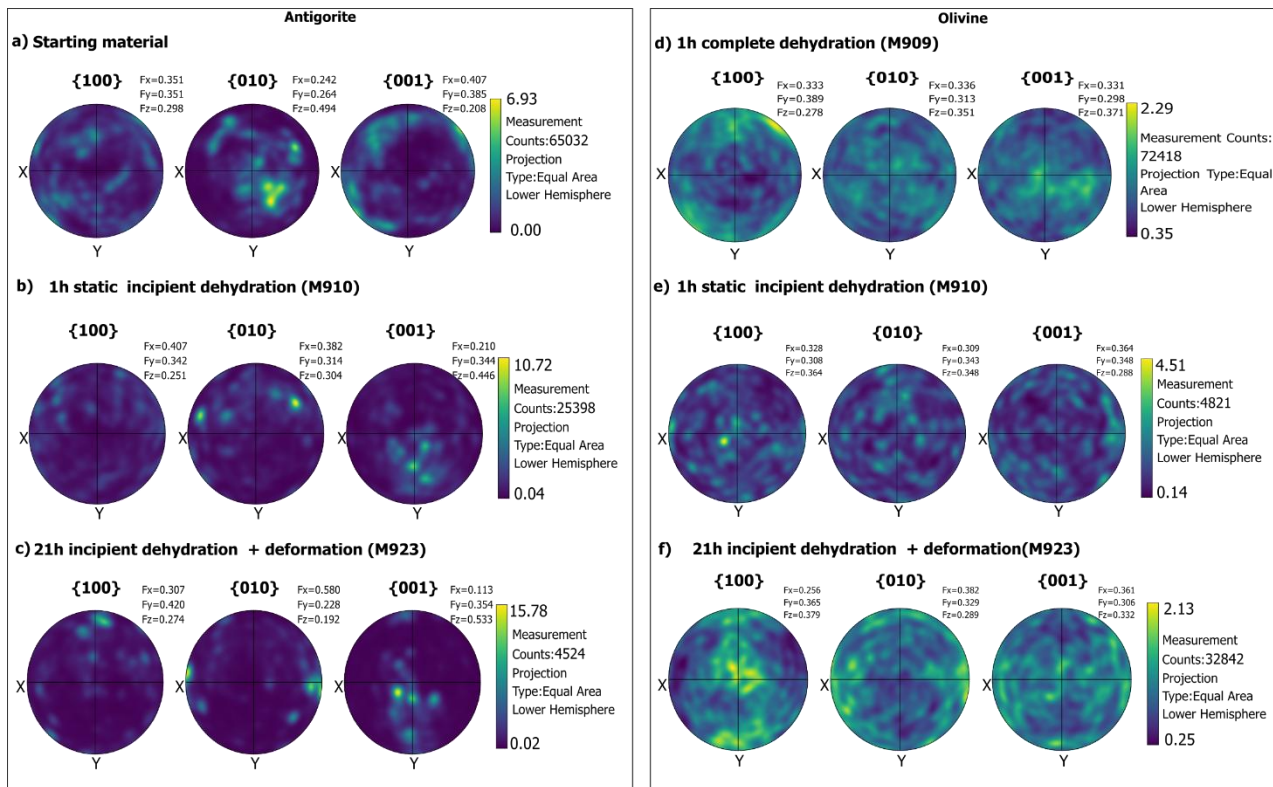 Antigorite
a) Starting material
{100}
Fx=0.351
Fy=0.351
Fz=0.298
{010}
Fx=0.242
Fy=0.264
Fz=0.494
{001}
Fx=0.407
Fy=0.385
Fz=0.208
6.93
Measurement
Counts:65032
Projection
Type:Equal Area
Lower Hemisphere
0.00
X
Y
X
Y
X
Y
b) 1h static incipient dehydration (M910)
{100}
Fx=0.407
Fy=0.342
Fz=0.251
{010}
Fx=0.382
Fy=0.314
Fz=0.304
{001}
Fx=0.210
Fy=0.344
Fz=0.446
10.72
Measurement
Counts:25398
Projection
Type:Equal Area
Lower Hemisphere
0.04
X
Y
X
Y
X
Y
c) 21h incipient dehydration + deformation (M923)
{100}
Fx=0.307
Fy=0.420
Fz=0.274
{010}
Fx=0.580
Fy=0.228
Fz=0.192
{001}
Fx=0.113
Fy=0.354
Fz=0.533
15.78
Measurement
Counts:4524
Projection
Type:Equal Area
Lower Hemisphere
0.02
X
Y
X
Y
X
Y
Olivine
d) 1h complete dehydration (M909)
{100}
Fx=0.333
Fy=0.389
Fz=0.278
{010}
Fx=0.336
Fy=0.313
Fz=0.351
{001}
Fx=0.331
Fy=0.298
Fz=0.371
2.29
Measurement Counts:
72418
Projection Type:Equal
Area
Lower Hemisphere
0.35
X
Y
X
Y
X
Y
e) 1h static incipient dehydration (M910)
{100}
Fx=0.328
Fy=0.308
Fz=0.364
{010}
Fx=0.309
Fy=0.343
Fz=0.348
{001}
Fx=0.364
Fy=0.348
Fz=0.288
4.51
Measurement
Counts:4821
Projection
Type:Equal Area
Lower Hemisphere
0.14
X
Y
X
Y
X
Y
f) 21h incipient dehydration + deformation(M923)
{100}
Fx=0.256
Fy=0.365
Fz=0.379
{010}
Fx=0.382
Fy=0.329
Fz=0.289
{001}
Fx=0.361
Fy=0.306
Fz=0.332
2.13
Measurement
Counts:32842
Projection
Type:Equal Area
Lower Hemisphere
0.25
X
Y
X
Y
X
Y